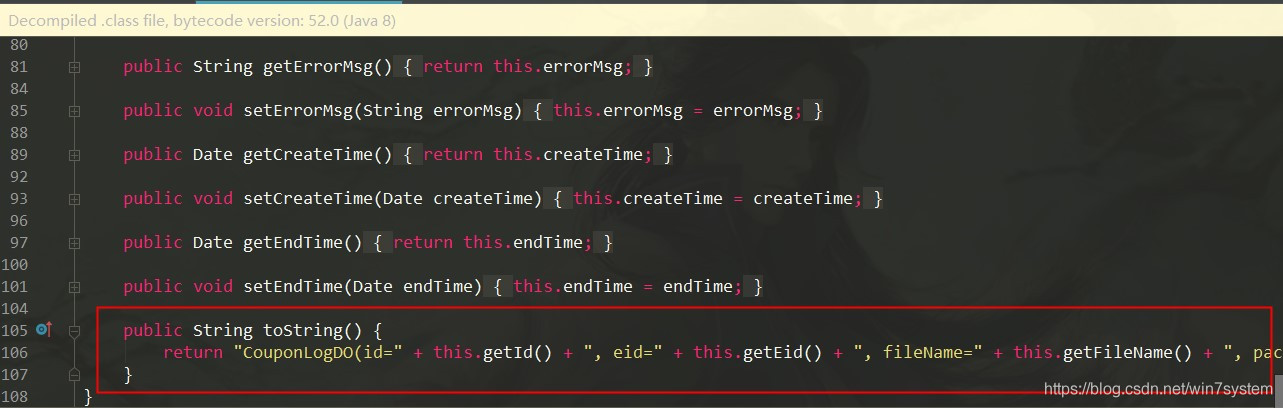 Decompiled .class file, bytecode version: 52.0 (Java 8)
80
81 public String getErrorMsg() { return this.errorMsg; }
84
85 public void setErrorMsg(String errorMsg) { this.errorMsg = errorMsg; }
88
89 public Date getCreateTime() { return this.createTime; }
92
93 public void setCreateTime(Date createTime) { this.createTime = createTime; }
96
97 public Date getEndTime() { return this.endTime; }
100
101 public void setEndTime(Date endTime) { this.endTime = endTime; }
104
105 public String toString() {
106 return "CouponLogDO(id=" + this.getId() + ", eid=" + this.getEid() + ", fileName=" + this.getFileName() + ", pac
107 }
108 }
https://blog.csdn.net/win7system